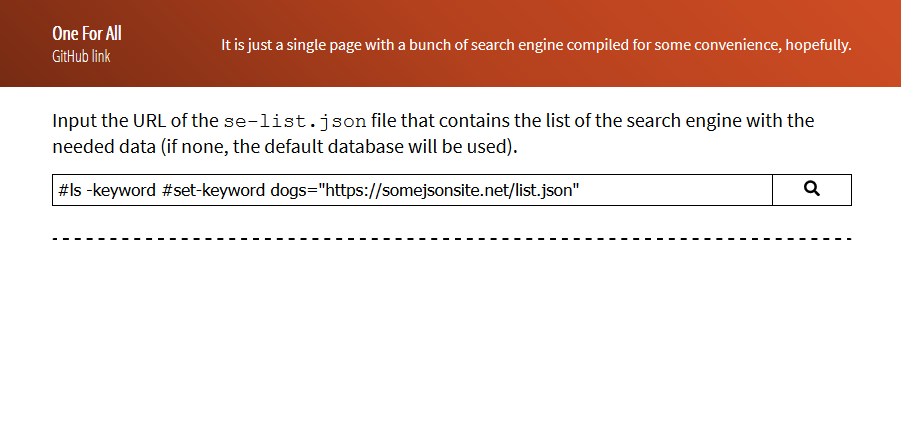 One For All
GitHub link
It is just a single page with a bunch of search engine compiled for some convenience, hopefully.
Input the URL of the se-list.json file that contains the list of the search engine with the
needed data (if none, the default database will be used).
#ls -keyword #set-keyword dogs="https://somejsonsite.net/list.json"